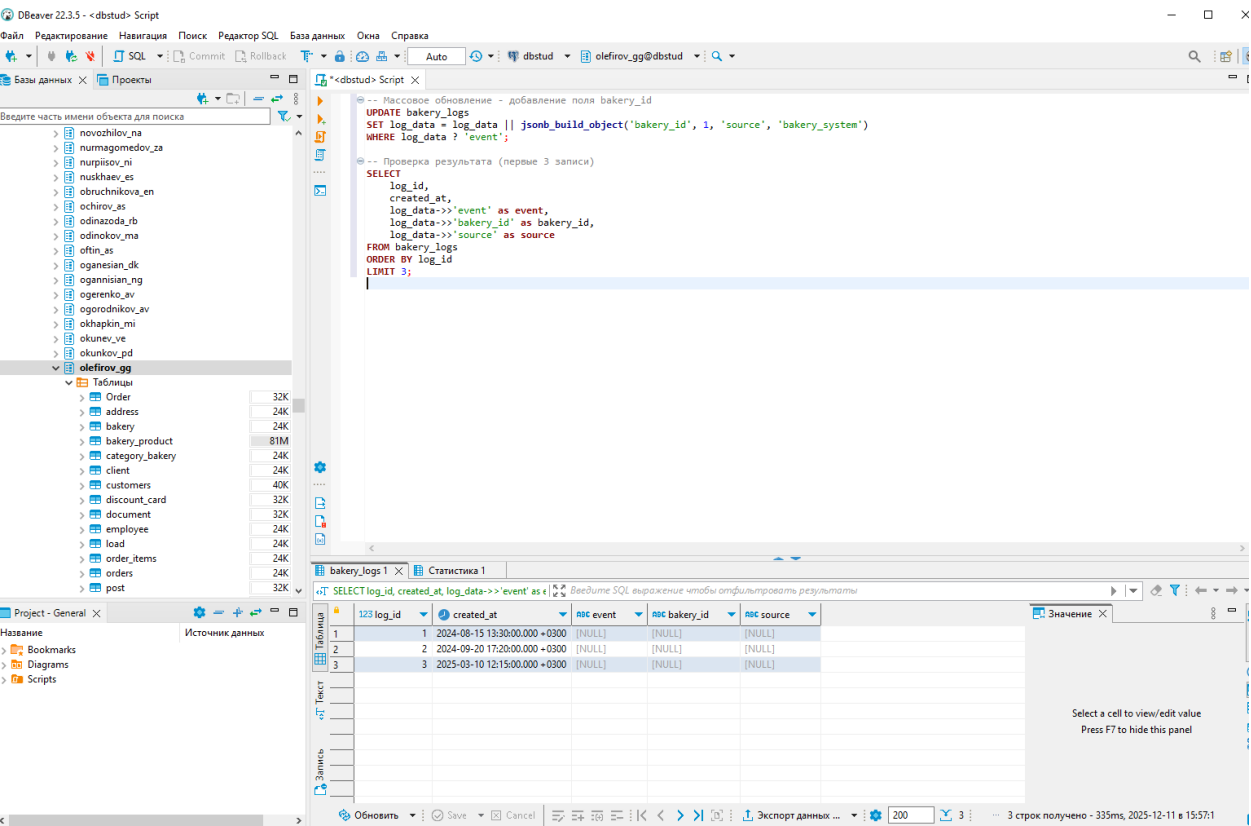 DBeaver 22.3.5 - <dbstud> Script
Файл Редактирование Навигация Поиск Редактор SQL База данных Окна Справка
SQL Commit Rollback Auto dbstud olefirov_gg@dbstud
Базы данных Проекты
*<dbstud> Script
Введите часть имени объекта для поиска
novozhilov_na
nurmagomedov_za
nurpiisov_ni
nuskhaev_es
obruchnikova_en
ochirov_as
odinazoda_rb
odinokov_ma
oftin_as
oganesian_dk
ogannisian_ng
ogerenko_av
ogorodnikov_av
okhapkin_mi
okunev_ve
okunkov_pd
olefirov_gg
Таблицы
Order 32K
address 24K
bakery 24K
bakery_product 81M
category_bakery 24K
client 24K
customers 40K
discount_card 32K
document 32K
employee 24K
load 24K
order_items 24K
orders 24K
post 32K
-- Массовое обновление - добавление поля bakery_id
UPDATE bakery_logs
SET log_data = log_data || jsonb_build_object('bakery_id', 1, 'source', 'bakery_system')
WHERE log_data ? 'event';
-- Проверка результата (первые 3 записи)
SELECT
log_id,
created_at,
log_data->>'event' as event,
log_data->>'bakery_id' as bakery_id,
log_data->>'source' as source
FROM bakery_logs
ORDER BY log_id
LIMIT 3;
Project - General
Название Источник данных
Bookmarks
Diagrams
Scripts
bakery_logs 1 Статистика 1
SELECT log_id, created_at, log_data->>'event' as e Введите SQL выражение чтобы отфильтровать результаты
Таблица
Текст
Запись
123 log_id created_at ABC event ABC bakery_id ABC source
1 1 2024-08-15 13:30:00.000 +0300 [NULL] [NULL] [NULL]
2 2 2024-09-20 17:20:00.000 +0300 [NULL] [NULL] [NULL]
3 3 2025-03-10 12:15:00.000 +0300 [NULL] [NULL] [NULL]
Значение
Select a cell to view/edit value
Press F7 to hide this panel
Обновить Save Cancel Экспорт данных ... 200 3 3 строк получено - 335ms, 2025-12-11 в 15:57:1